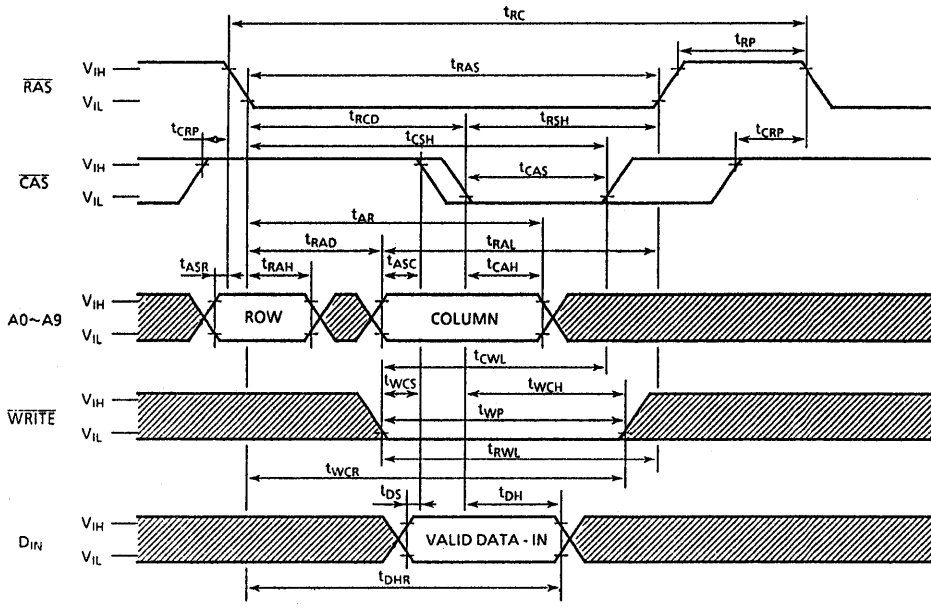 tRC
tRP
RAS
VIH
VIL
tRAS
tRCD
tRSH
tCRP
tCSH
tCRP
CAS
VIH
VIL
tCAS
tAR
tRAD
tRAL
tASR
tRAH
tASC
tCAH
A0~A9
VIH
VIL
ROW
COLUMN
tCWL
tWCS
tWCH
WRITE
VIH
VIL
tWP
tRWL
tWCR
tDS
tDH
DIN
VIH
VIL
VALID DATA - IN
tDHR